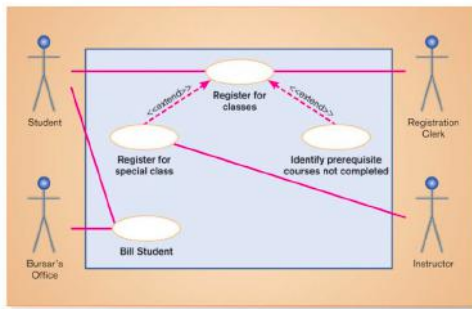 Student
<<extend>>
Register for
classes
<<extend>>
Registration
Clerk
Register for
special class
Identify prerequisite
courses not completed
Bursar's
Office
Bill Student
Instructor